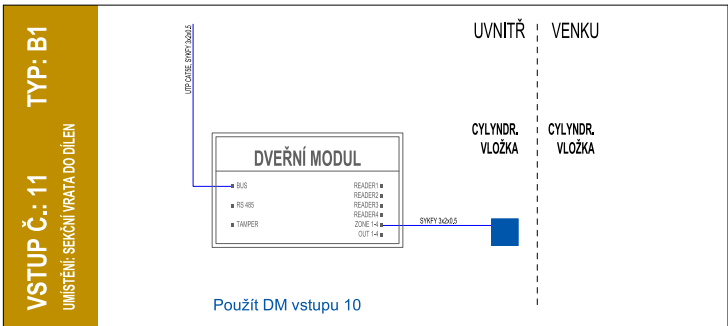 VSTUP Č.: 11 TYP: B1
UMÍSTĚNÍ: SEKČNÍ VRATA DO DÍLEN
UTP CAT5E, SYKFY 3x2x0,5
UVNITŘ
VENKU
CYLYNDR.
VLOŽKA
CYLYNDR.
VLOŽKA
DVEŘNÍ MODUL
BUS
RS 485
TAMPER
READER1
READER2
READER3
READER4
ZONE 1-4
OUT 1-4
SYKFY 3x2x0,5
Použít DM vstupu 10